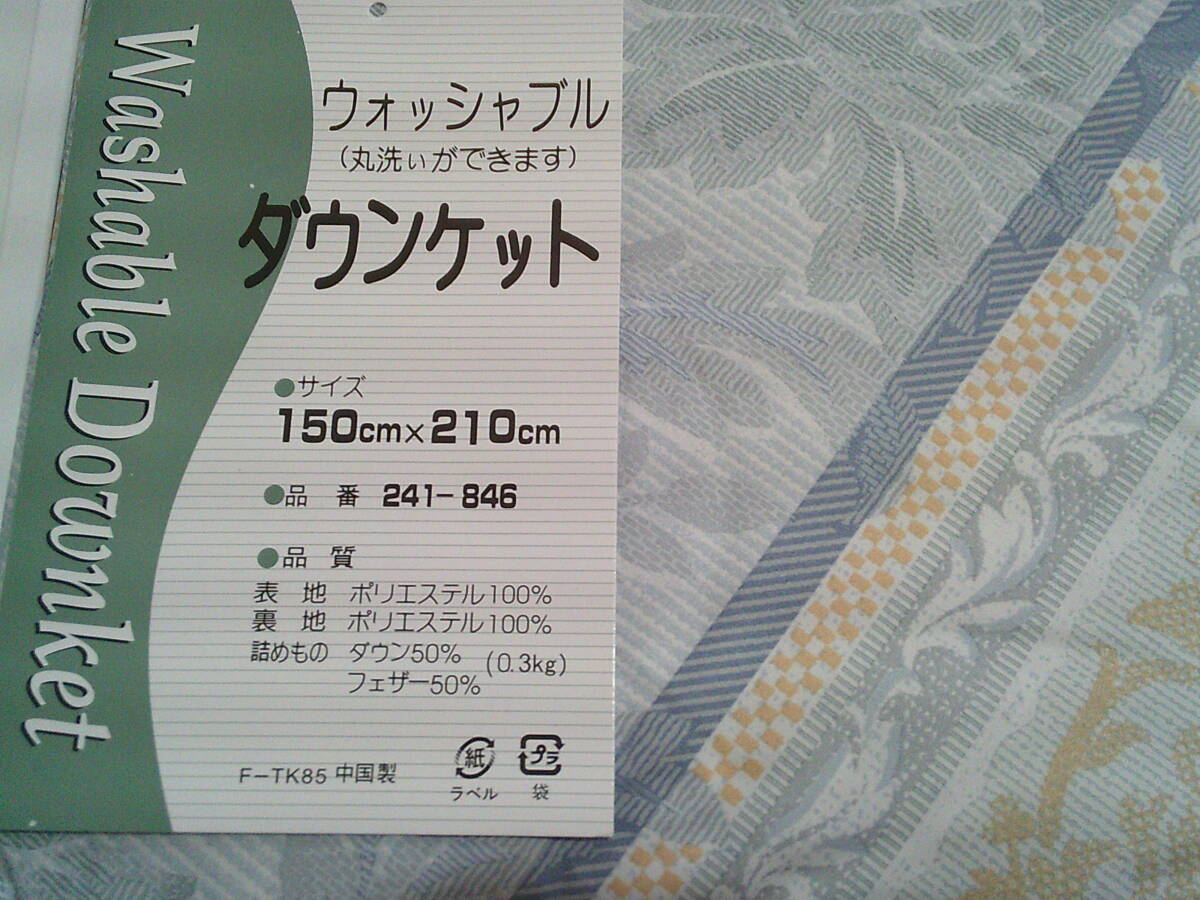 Washable Downket
ウォッシャブル
(丸洗いができます)
ダウンケット
●サイズ
150cm×210cm
●品 番 241-846
●品 質
表 地 ポリエステル100%
裏 地 ポリエステル100%
詰めもの ダウン50% (0.3kg)
フェザー50%
F-TK85 中国製
紙 プラ
ラベル 袋